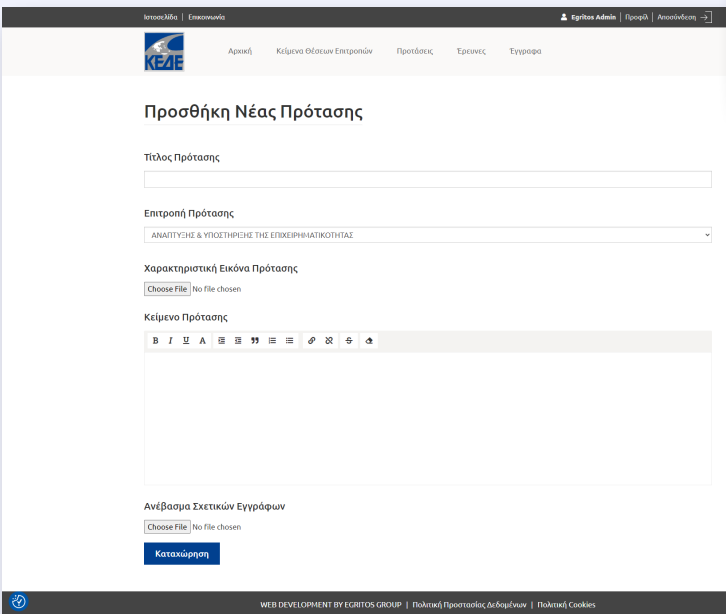 Ιστοσελίδα | Επικοινωνία
Egritos Admin | Προφίλ | Αποσύνδεση
ΚΕΔΕ
Αρχική Κείμενα Θέσεων Επιτροπών Προτάσεις Έρευνες Έγγραφα
Προσθήκη Νέας Πρότασης
Τίτλος Πρότασης
Επιτροπή Πρότασης
ΑΝΑΠΤΥΞΗΣ & ΥΠΟΣΤΗΡΙΞΗΣ ΤΗΣ ΕΠΙΧΕΙΡΗΜΑΤΙΚΟΤΗΤΑΣ
Χαρακτηριστική Εικόνα Πρότασης
Choose File No file chosen
Κείμενο Πρότασης
B I U A
Ανέβασμα Σχετικών Εγγράφων
Choose File No file chosen
Καταχώρηση
WEB DEVELOPMENT BY EGRITOS GROUP | Πολιτική Προστασίας Δεδομένων | Πολιτική Cookies